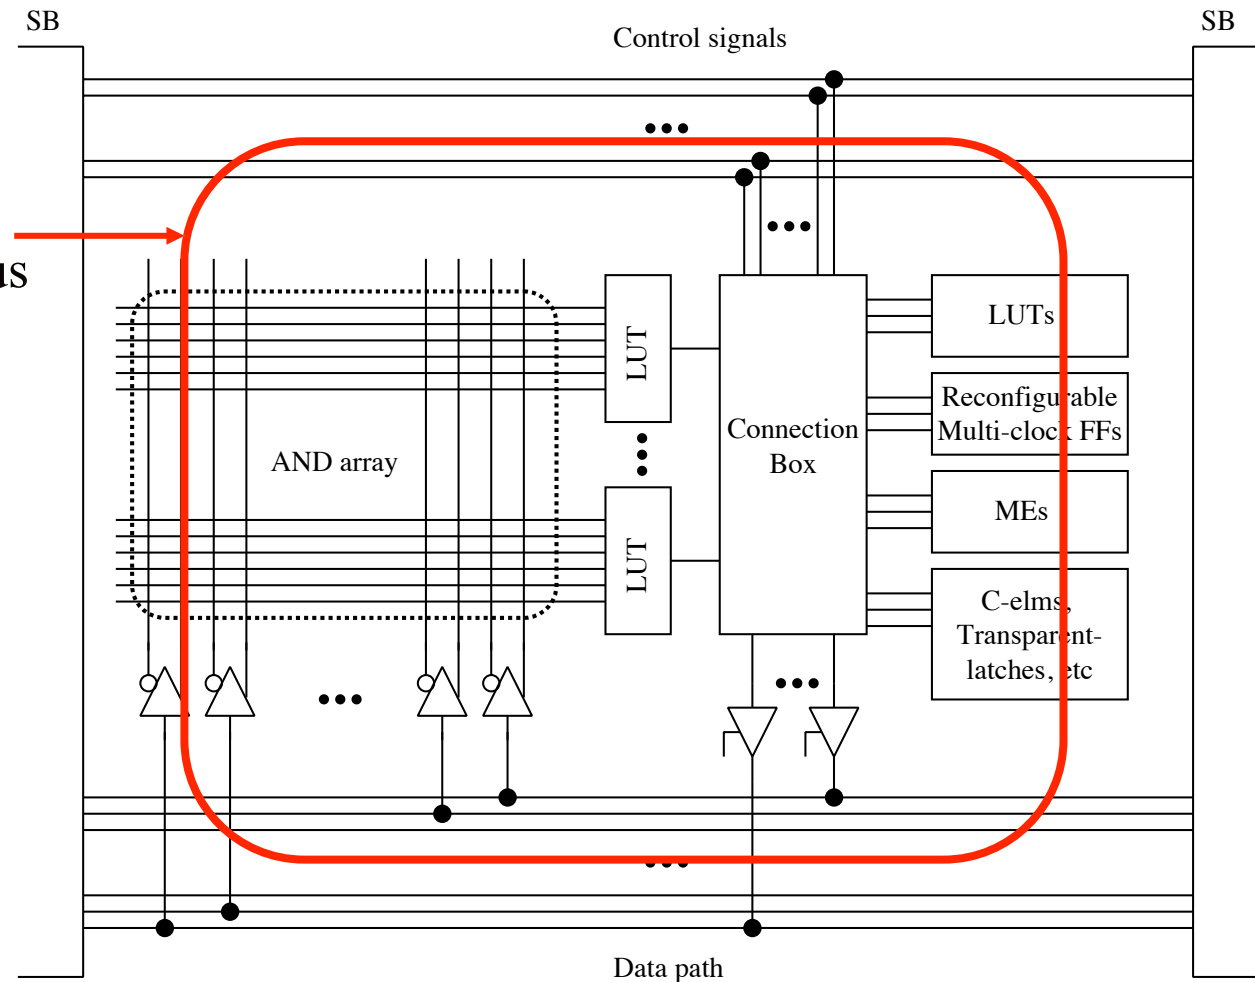 SB
SB
Control signals
us
LUT
LUTs
Reconfigurable
Multi-clock FFs
Connection
Box
AND array
LUT
MEs
C-elms,
Transparent-
latches, etc
Data path